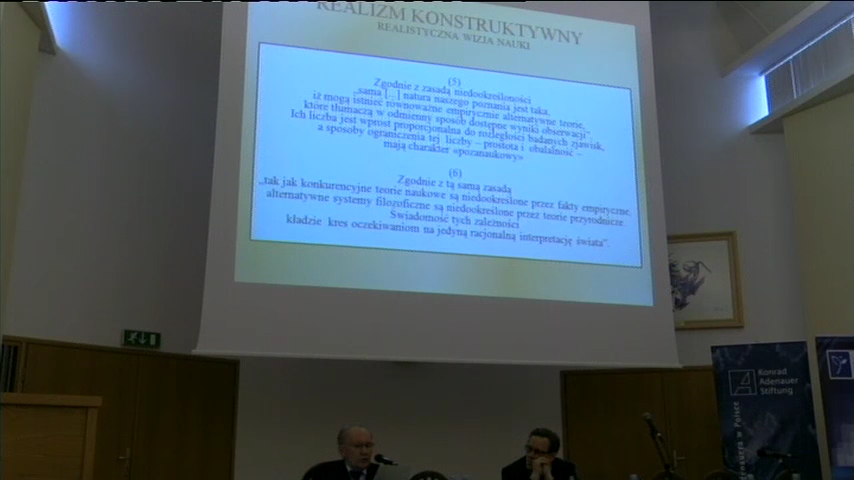 REALIZM KONSTRUKTYWNY
REALISTYCZNA WIZJA NAUKI
(5)
Zgodnie z zasadą niedookreśloności
„sama [...] natura naszego poznania jest taka,
iż mogą istnieć równoważne empirycznie alternatywne teorie,
które tłumaczą w odmienny sposób dostępne wyniki obserwacji”.
Ich liczba jest wprost proporcjonalna do rozległości badanych zjawisk,
a sposoby ograniczenia tej liczby – prostota i obalalność –
mają charakter «pozanaukowy»
(6)
Zgodnie z tą samą zasadą
„tak jak konkurencyjne teorie naukowe są niedookreślone przez fakty empiryczne,
alternatywne systemy filozoficzne są niedookreślone przez teorie przyrodnicze
Świadomość tych zależności
kładzie kres oczekiwaniom na jedyną racjonalną interpretację świata”.
Konrad
Adenauer
Stiftung
w Polsce